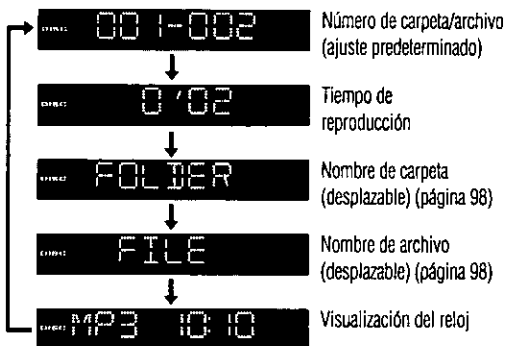 DISC 001-002
Número de carpeta/archivo
(ajuste predeterminado)
DISC 0'02
Tiempo de
reproducción
DISC FOLDER
Nombre de carpeta
(desplazable) (página 98)
DISC FILE
Nombre de archivo
(desplazable) (página 98)
DISC MP3 10:10
Visualización del reloj